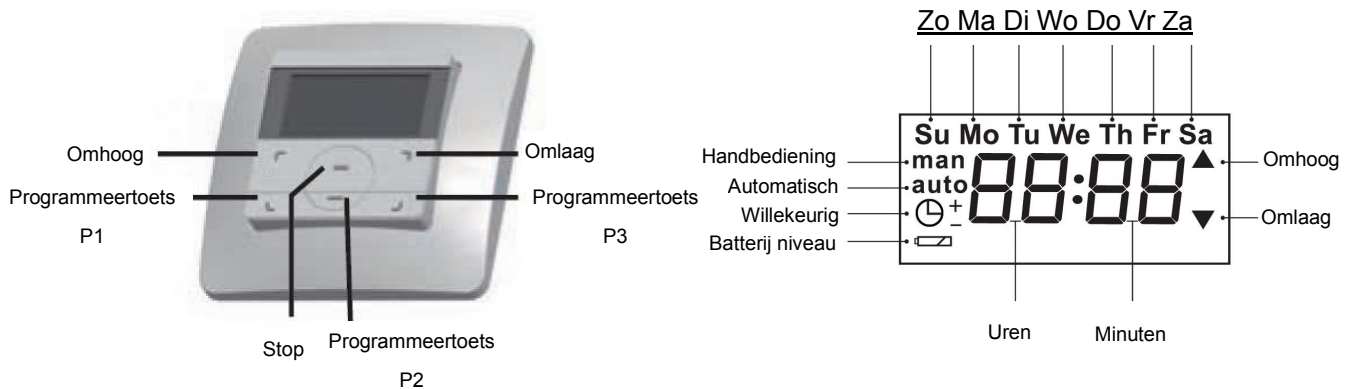 Zo Ma Di Wo Do Vr Za
Omhoog
Omlaag
Programmeertoets
P1
Programmeertoets
P3
Stop
Programmeertoets
P2
Su Mo Tu We Th Fr Sa
man
auto
88:88
+
-
Handbediening
Automatisch
Willekeurig
Batterij niveau
Omhoog
Omlaag
Uren
Minuten